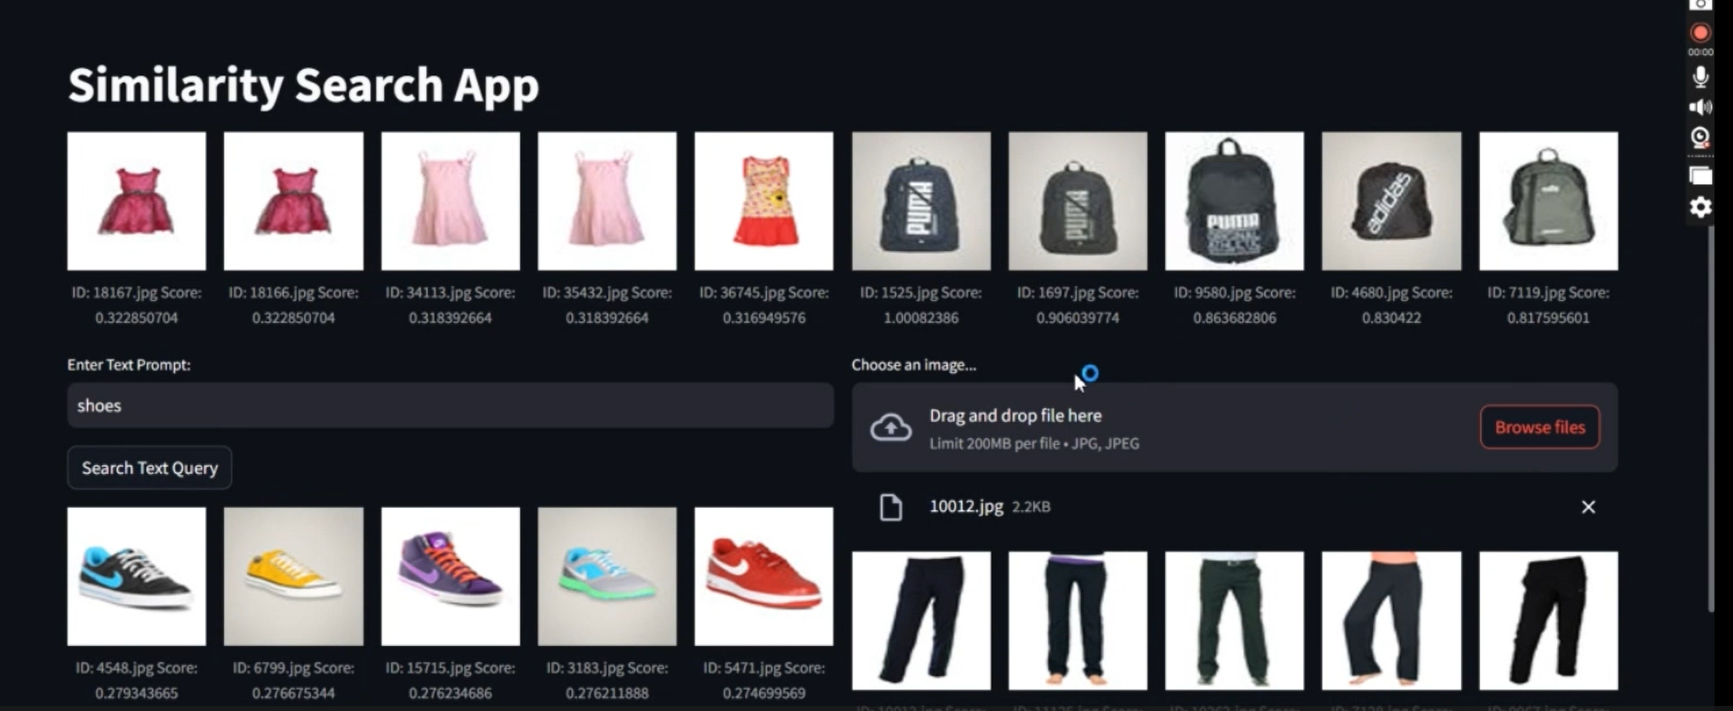 00:00
Similarity Search App
PUMA
PUMA
PUMA
adidas
ID: 18167.jpg Score:
0.322850704
ID: 18166.jpg Score:
0.322850704
ID: 34113.jpg Score:
0.318392664
ID: 35432.jpg Score:
0.318392664
ID: 36745.jpg Score:
0.316949576
ID: 1525.jpg Score:
1.00082386
ID: 1697.jpg Score:
0.906039774
ID: 9580.jpg Score:
0.863682806
ID: 4680.jpg Score:
0.830422
ID: 7119.jpg Score:
0.817595601
Enter Text Prompt:
shoes
Search Text Query
Choose an image...
Drag and drop file here
Limit 200MB per file • JPG, JPEG
Browse files
10012.jpg 2.2KB
ID: 4548.jpg Score:
0.279343665
ID: 6799.jpg Score:
0.276675344
ID: 15715.jpg Score:
0.276234686
ID: 3183.jpg Score:
0.276211888
ID: 5471.jpg Score:
0.274699569